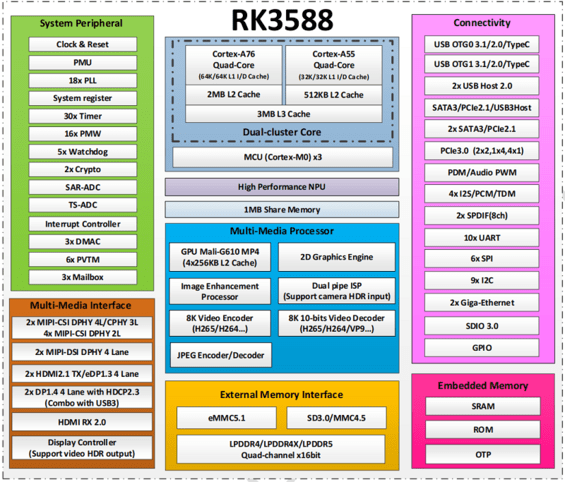 RK3588
System Peripheral
Clock & Reset
PMU
18x PLL
System register
30x Timer
16x PMW
5x Watchdog
2x Crypto
SAR-ADC
TS-ADC
Interrupt Controller
3x DMAC
6x PVTM
3x Mailbox
Multi-Media Interface
2x MIPI-CSI DPHY 4L/CPHY 3L
4x MIPI-CSI DPHY 2L
2x MIPI-DSI DPHY 4 Lane
2x HDMI2.1 TX/eDP1.3 4 Lane
2x DP1.4 4 Lane with HDCP2.3
(Combo with USB3)
HDMI RX 2.0
Display Controller
(Support video HDR output)
Cortex-A76
Quad-Core
(64K/64K L1 I/D Cache)
2MB L2 Cache
Cortex-A55
Quad-Core
(32K/32K L1 I/D Cache)
512KB L2 Cache
3MB L3 Cache
Dual-cluster Core
MCU (Cortex-M0) x3
High Performance NPU
1MB Share Memory
Multi-Media Processor
GPU Mali-G610 MP4
(4x256KB L2 Cache)
2D Graphics Engine
Image Enhancement
Processor
Dual pipe ISP
(Support camera HDR input)
8K Video Encoder
(H265/H264...)
8K 10-bits Video Decoder
(H265/H264/VP9...)
JPEG Encoder/Decoder
External Memory Interface
eMMC5.1
SD3.0/MMC4.5
LPDDR4/LPDDR4X/LPDDR5
Quad-channel x16bit
Connectivity
USB OTG0 3.1/2.0/TypeC
USB OTG1 3.1/2.0/TypeC
2x USB Host 2.0
SATA3/PCIe2.1/USB3Host
2x SATA3/PCIe2.1
PCIe3.0 (2x2,1x4,4x1)
PDM/Audio PWM
4x I2S/PCM/TDM
2x SPDIF(8ch)
10x UART
6x SPI
9x I2C
2x Giga-Ethernet
SDIO 3.0
GPIO
Embedded Memory
SRAM
ROM
OTP